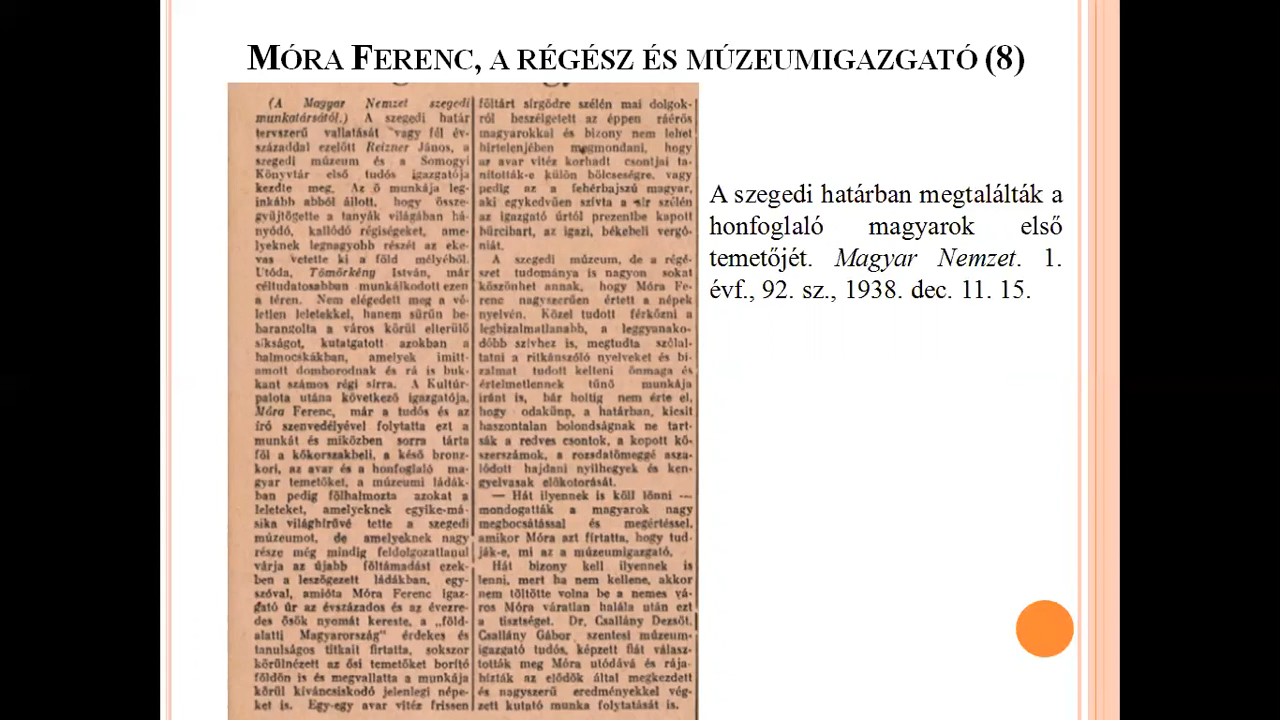 MÓRA FERENC, A RÉGÉSZ ÉS MÚZEUMIGAZGATÓ (8)
(A Magyar Nemzet szegedi
munkatársától.) A szegedi határ
tervszerű vallatását vagy fél év-
századdal ezelőtt Reizner János, a
szegedi múzeum és a Somogyi
Könyvtár első tudós igazgatója
kezdte meg. Az ő munkája leg-
inkább abból állott, hogy össze-
gyüjtögette a tanyák világában há-
nyódó, kallódó régiségeket, ame-
lyeknek legnagyobb részét az eke-
vas vetette ki a föld mélyéből.
Utóda, Tömörkény István, már
céltudatosabban munkálkodott ezen
a téren. Nem elégedett meg a vé-
letlen leletekkel, hanem sürün be-
barangolta a város körül elterülő
síkságot, kutatgatott azokban a
halmocskákban, amelyek imitt-
amott domborodnak és rá is buk-
kant számos régi sírra. A Kultúr-
palota utána következő igazgatója,
Móra Ferenc, már a tudós és az
író szenvedélyével folytatta ezt a
munkát és miközben sorra tárta
föl a kőkorszakbeli, a késő bronz-
kori, az avar és a honfoglaló ma-
gyar temetőket, a múzeumi ládák-
ban pedig fölhalmozta azokat a
leleteket, amelyeknek egyike-má-
sika világhírüvé tette a szegedi
múzeumot, de amelyeknek nagy
része még mindig feldolgozatlanul
várja az újabb föltámadást ezek-
ben a leszögezett ládákban, egy-
szóval, amióta Móra Ferenc igaz-
gató úr az évszázados és az évezre-
des ősök nyomát kereste, a „föld-
alatti Magyarország" érdekes és
tanulságos titkait firtatta, sokszor
körülnézett az ősi temetőket borító
földön is és megvallatta a munkája
körül kíváncsiskodó jelenlegi népe-
ket is. Egy-egy avar vitéz frissen
föltárt sírgödre szélén mai dolgok-
ról beszélgetett az éppen ráérős
magyarokkal és bizony nem lehet
hirtelenjében megmondani, hogy
az avar vitéz korhadt csontjai ta-
nították-e külön bölcseségre, vagy
pedig az a fehérbajszú magyar,
aki egykedvűen szívta a sír szélén
az igazgató úrtól prezentbe kapott
bürcibart, az igazi, békebeli vergó-
niát.
A szegedi múzeum, de a régé-
szet tudománya is nagyon sokat
köszönhet annak, hogy Móra Fe-
renc nagyszerűen értett a népek
nyelvén. Közel tudott férkőzni a
legbizalmatlanabb, a leggyanako-
dóbb szívhez is, megtudta szólal-
tatni a ritkánszóló nyelveket és bi-
zalmat tudott kelteni önmaga és
értelmetlennek tűnő munkája
iránt is, bár holtig nem érte el,
hogy odakünn, a határban, kicsit
haszontalan bolondságnak ne tart-
sák a redves csontok, a kopott kő-
szerszámok, a rozsdatömeggé asza-
lódott hajdani nyilhegyek és ken-
gyelvasak előkotorását.
— Hát ilyennek is köll lönni —
mondogatták a magyarok nagy
megbocsátással és megértéssel,
amikor Móra azt firtatta, hogy tud-
ják-e, mi az a múzeumigazgató.
Hát bizony kell ilyennek is
lenni, mert ha nem kellene, akkor
nem töltötte volna be a nemes vá-
ros Móra váratlan halála után ezt
a tisztséget. Dr. Csallány Dezsőt,
Csallány Gábor szentesi múzeum-
igazgató tudós, képzett fiát válasz-
tották meg Móra utódává és rája-
bízták az elődök által megkezdett
és nagyszerű eredményekkel vég-
zett kutató munka folytatását is.
A szegedi határban megtalálták a
honfoglaló magyarok első
temetőjét. Magyar Nemzet. 1.
évf., 92. sz., 1938. dec. 11. 15.